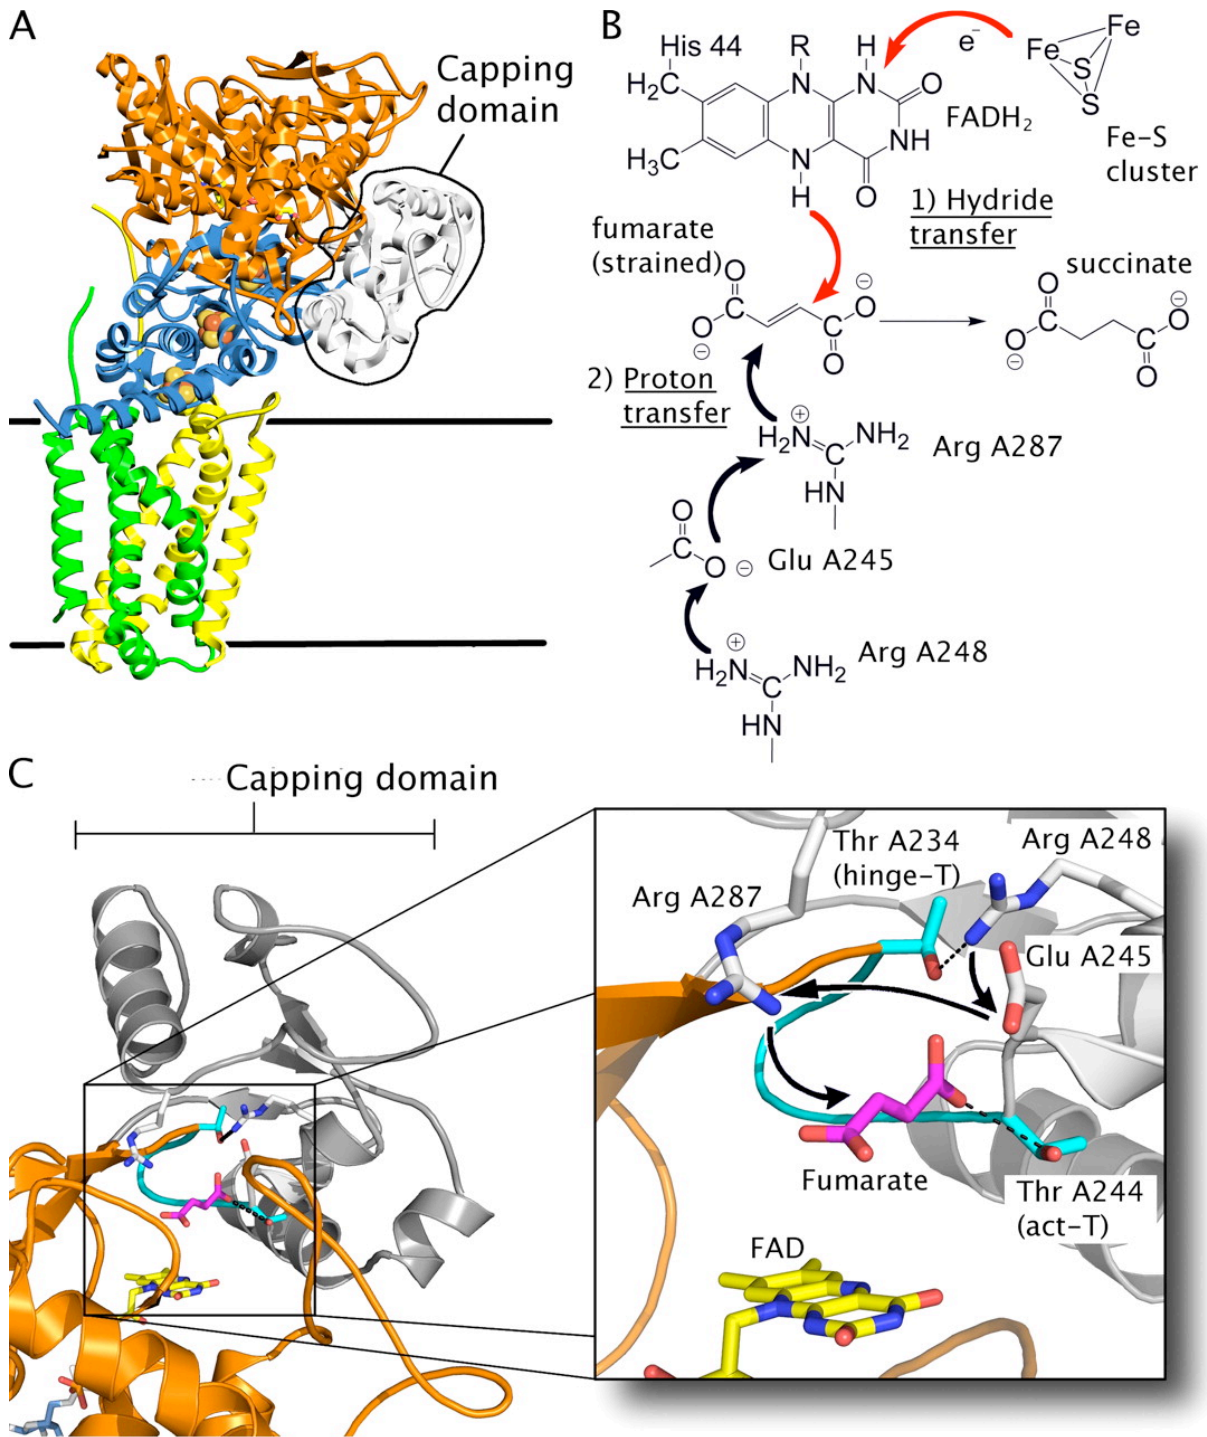 A
Capping
domain
B
His 44
R
H
H₂C
N
N
O
NH
H₃C
N
H
O
FADH₂
e⁻
Fe
Fe
S
S
Fe–S
cluster
1) Hydride
transfer
fumarate
(strained)
O
C
O
⊖
O
⊖
C
O
succinate
O
C
O
⊖
O
⊖
C
O
2) Proton
transfer
⊕
H₂N
C
NH₂
HN
Arg A287
O
C
O
⊖
Glu A245
⊕
H₂N
C
NH₂
HN
Arg A248
C
Capping domain
Thr A234
(hinge–T)
Arg A248
Arg A287
Glu A245
Fumarate
Thr A244
(act–T)
FAD